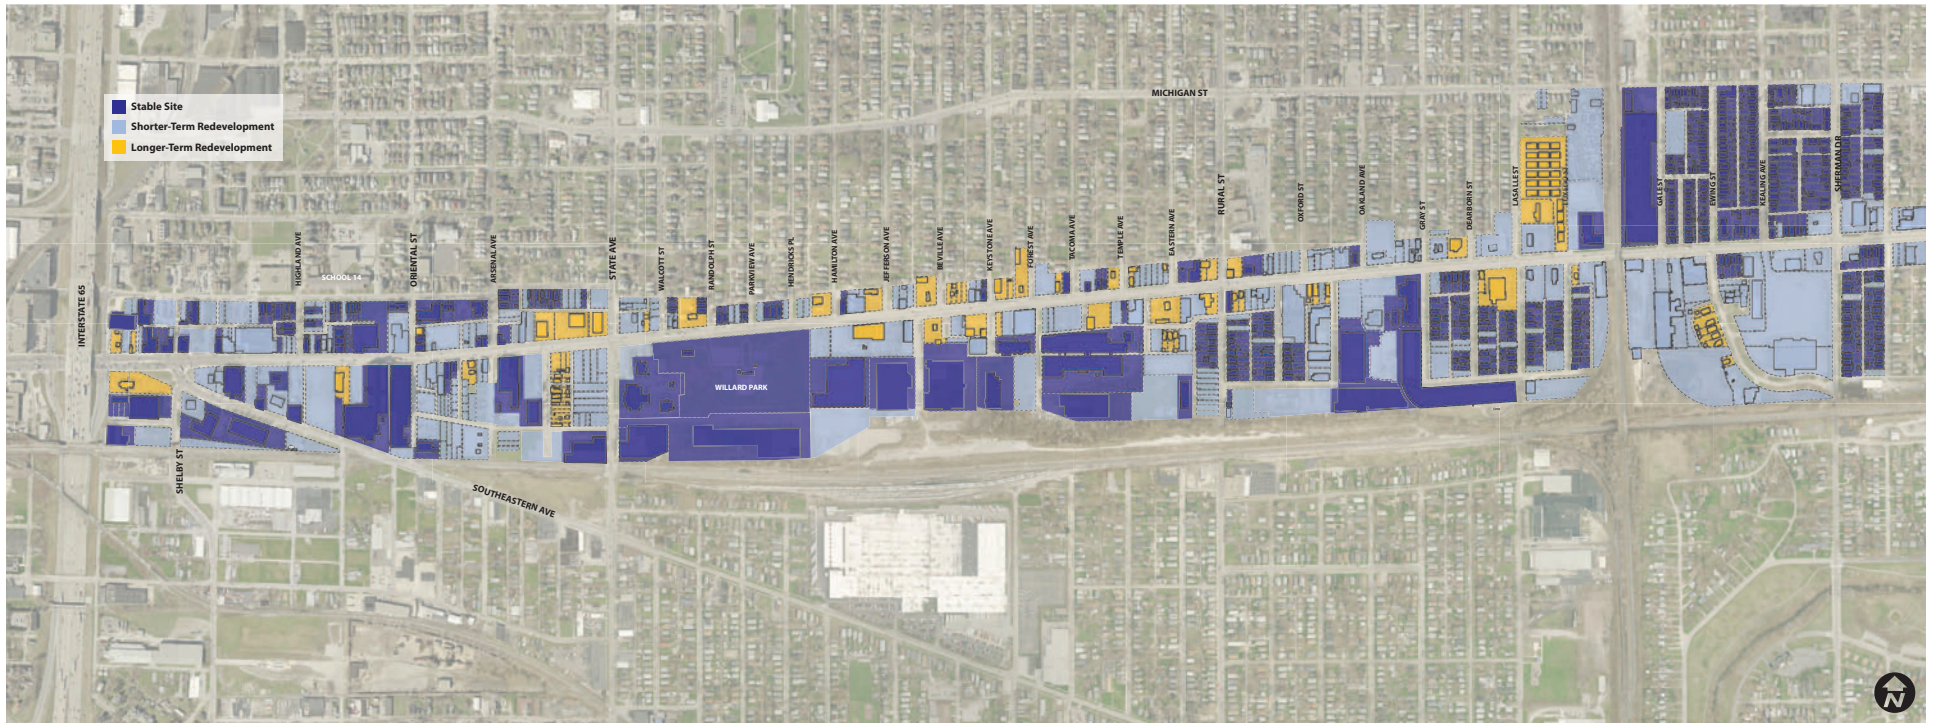 MICHIGAN ST
Stable Site
Shorter-Term Redevelopment
Longer-Term Redevelopment
INTERSTATE 65
SHELBY ST
HIGHLAND AVE
SCHOOL 14
ORIENTAL ST
ARSENAL AVE
SOUTHEASTERN AVE
STATE AVE
WALCOTT ST
RANDOLPH ST
PARKVIEW AVE
WILLARD PARK
HENDRICKS PL
HAMILTON AVE
JEFFERSON AVE
BEVILLE AVE
KEYSTONE AVE
FOREST AVE
TACOMA AVE
TEMPLE AVE
EASTERN AVE
RURAL ST
OXFORD ST
OAKLAND AVE
GRAY ST
DEARBORN ST
LASALLE ST
GALE ST
EWING ST
KEALING AVE
SHERMAN DR
N